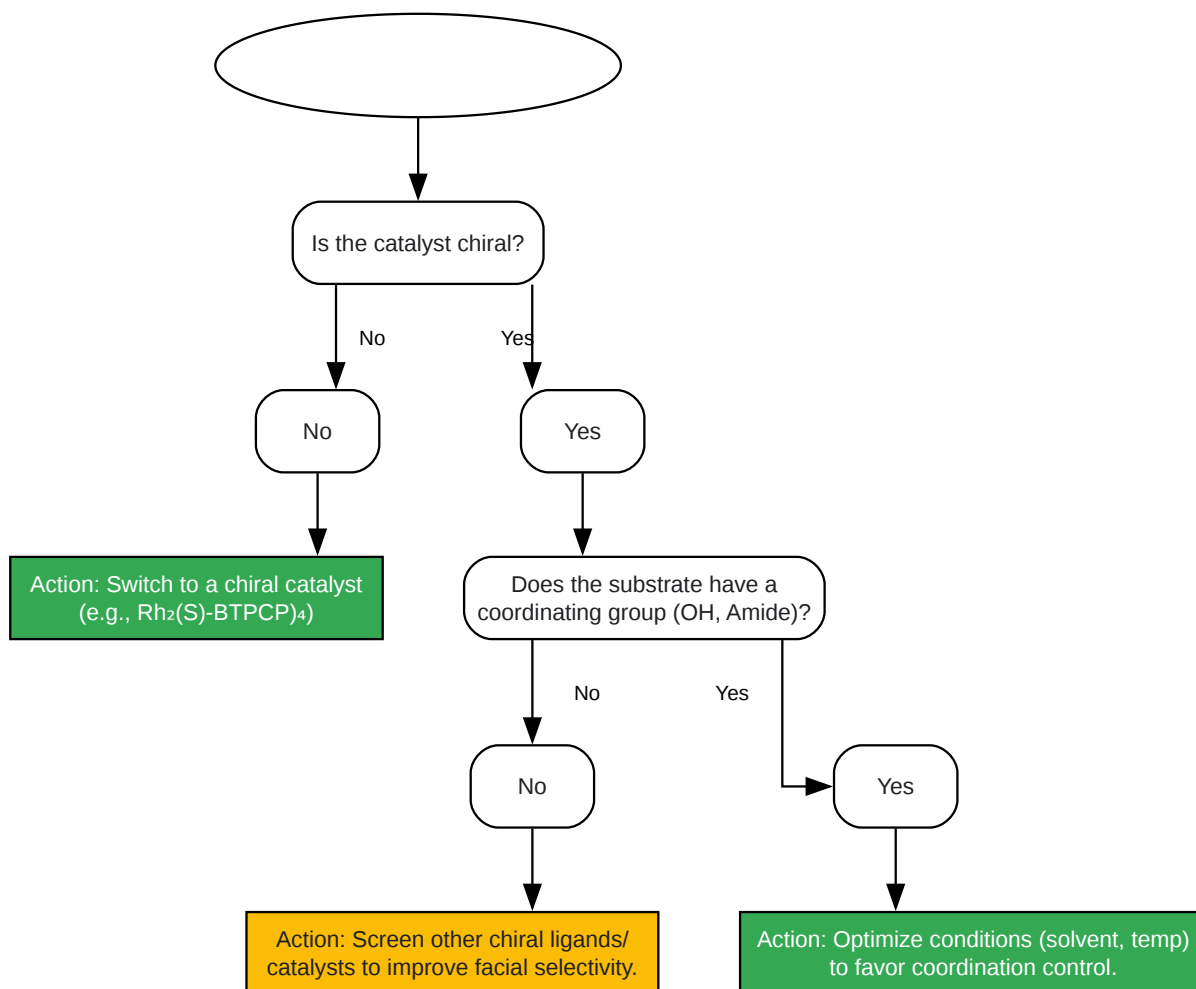 Is the catalyst chiral?
No
Yes
No
Yes
Action: Switch to a chiral catalyst
(e.g., Rh₂(S)-BTPCP)₄)
Does the substrate have a
coordinating group (OH, Amide)?
No
Yes
No
Yes
Action: Screen other chiral ligands/
catalysts to improve facial selectivity.
Action: Optimize conditions (solvent, temp)
to favor coordination control.